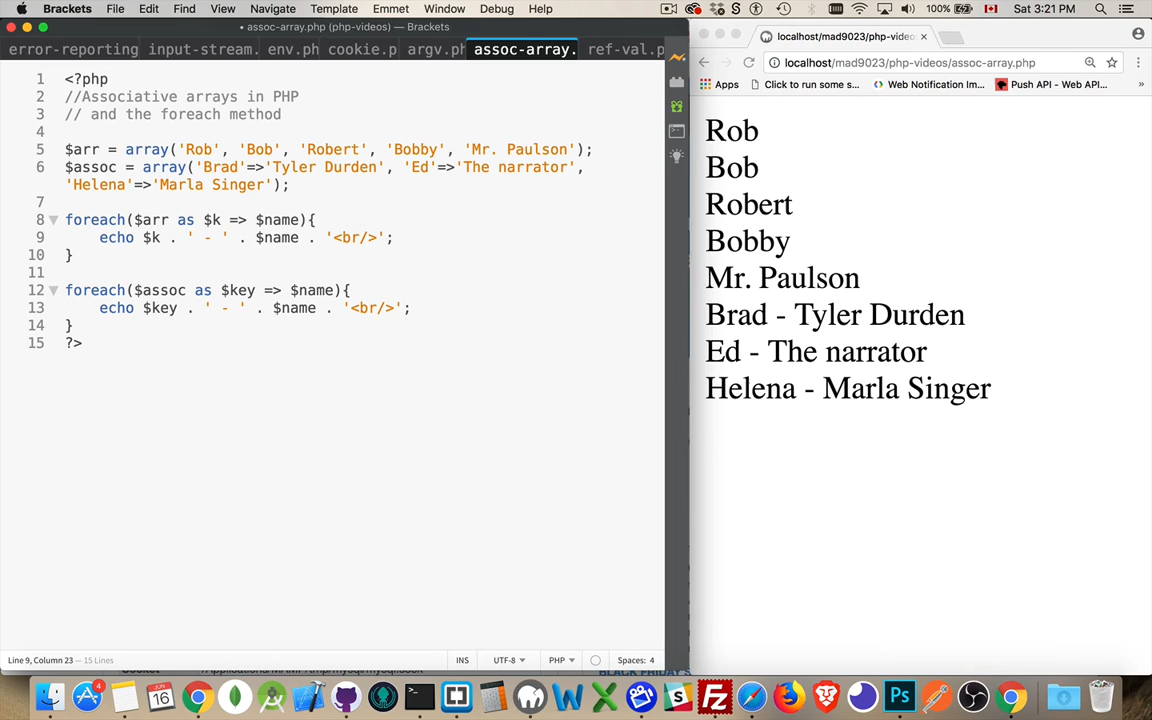 Brackets File Edit Find View Navigate Template Emmet Window Debug Help 100% Sat 3:21 PM
• assoc-array.php (php-videos) — Brackets
error-reporting input-stream. env.ph cookie.p argv.ph assoc-array. ref-val.p
1 <?php
2 //Associative arrays in PHP
3 // and the foreach method
4
5 $arr = array('Rob', 'Bob', 'Robert', 'Bobby', 'Mr. Paulson');
6 $assoc = array('Brad'=>'Tyler Durden', 'Ed'=>'The narrator',
'Helena'=>'Marla Singer');
7
8 foreach($arr as $k => $name){
9 echo $k . ' - ' . $name . '<br/>';
10 }
11
12 foreach($assoc as $key => $name){
13 echo $key . ' - ' . $name . '<br/>';
14 }
15 ?>
Line 9, Column 23 — 15 Lines INS UTF-8 PHP Spaces: 4
localhost/mad9023/php-video
localhost/mad9023/php-videos/assoc-array.php
Apps Click to run some s... Web Notification Im... Push API - Web API... »
Rob
Bob
Robert
Bobby
Mr. Paulson
Brad - Tyler Durden
Ed - The narrator
Helena - Marla Singer
4
16
Ps